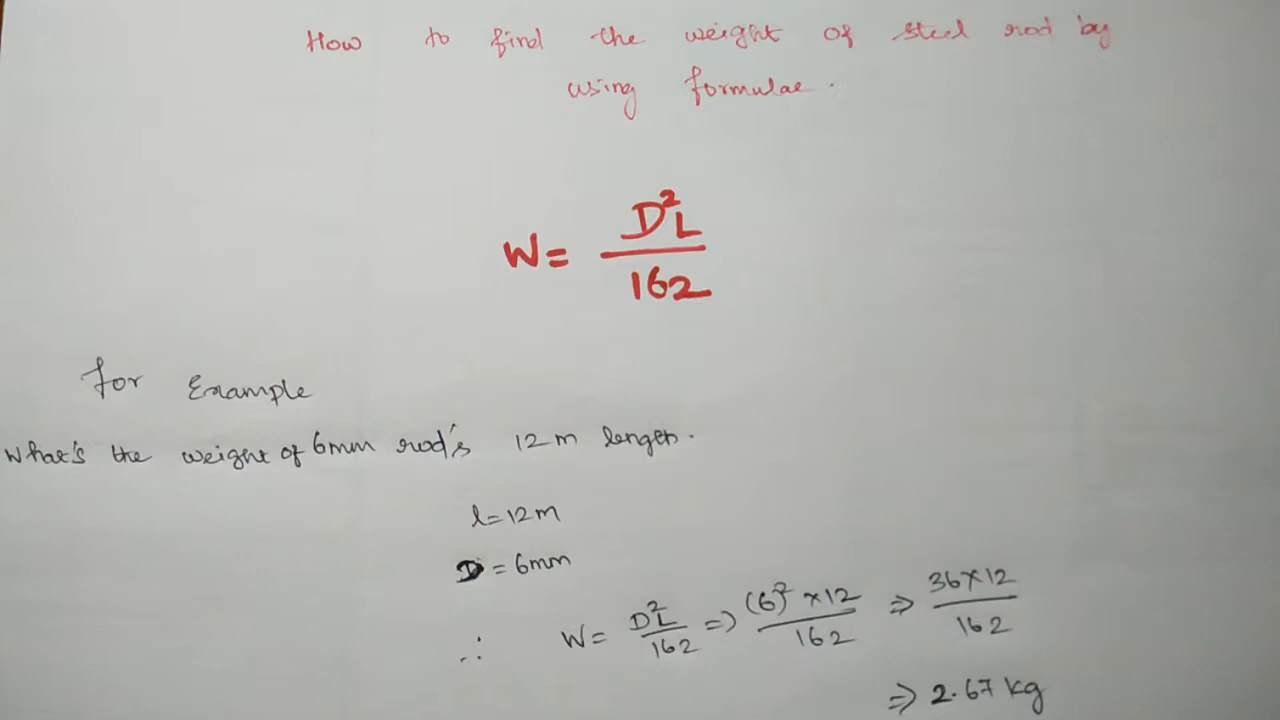 How to find the weight of steel rod by
using formulae.
W = D²L / 162
For Example
What's the weight of 6mm rod's 12m length.
l = 12m
D = 6mm
∴ W = D²L / 162 => (6)² × 12 / 162 => 36 × 12 / 162
=> 2.67 kg